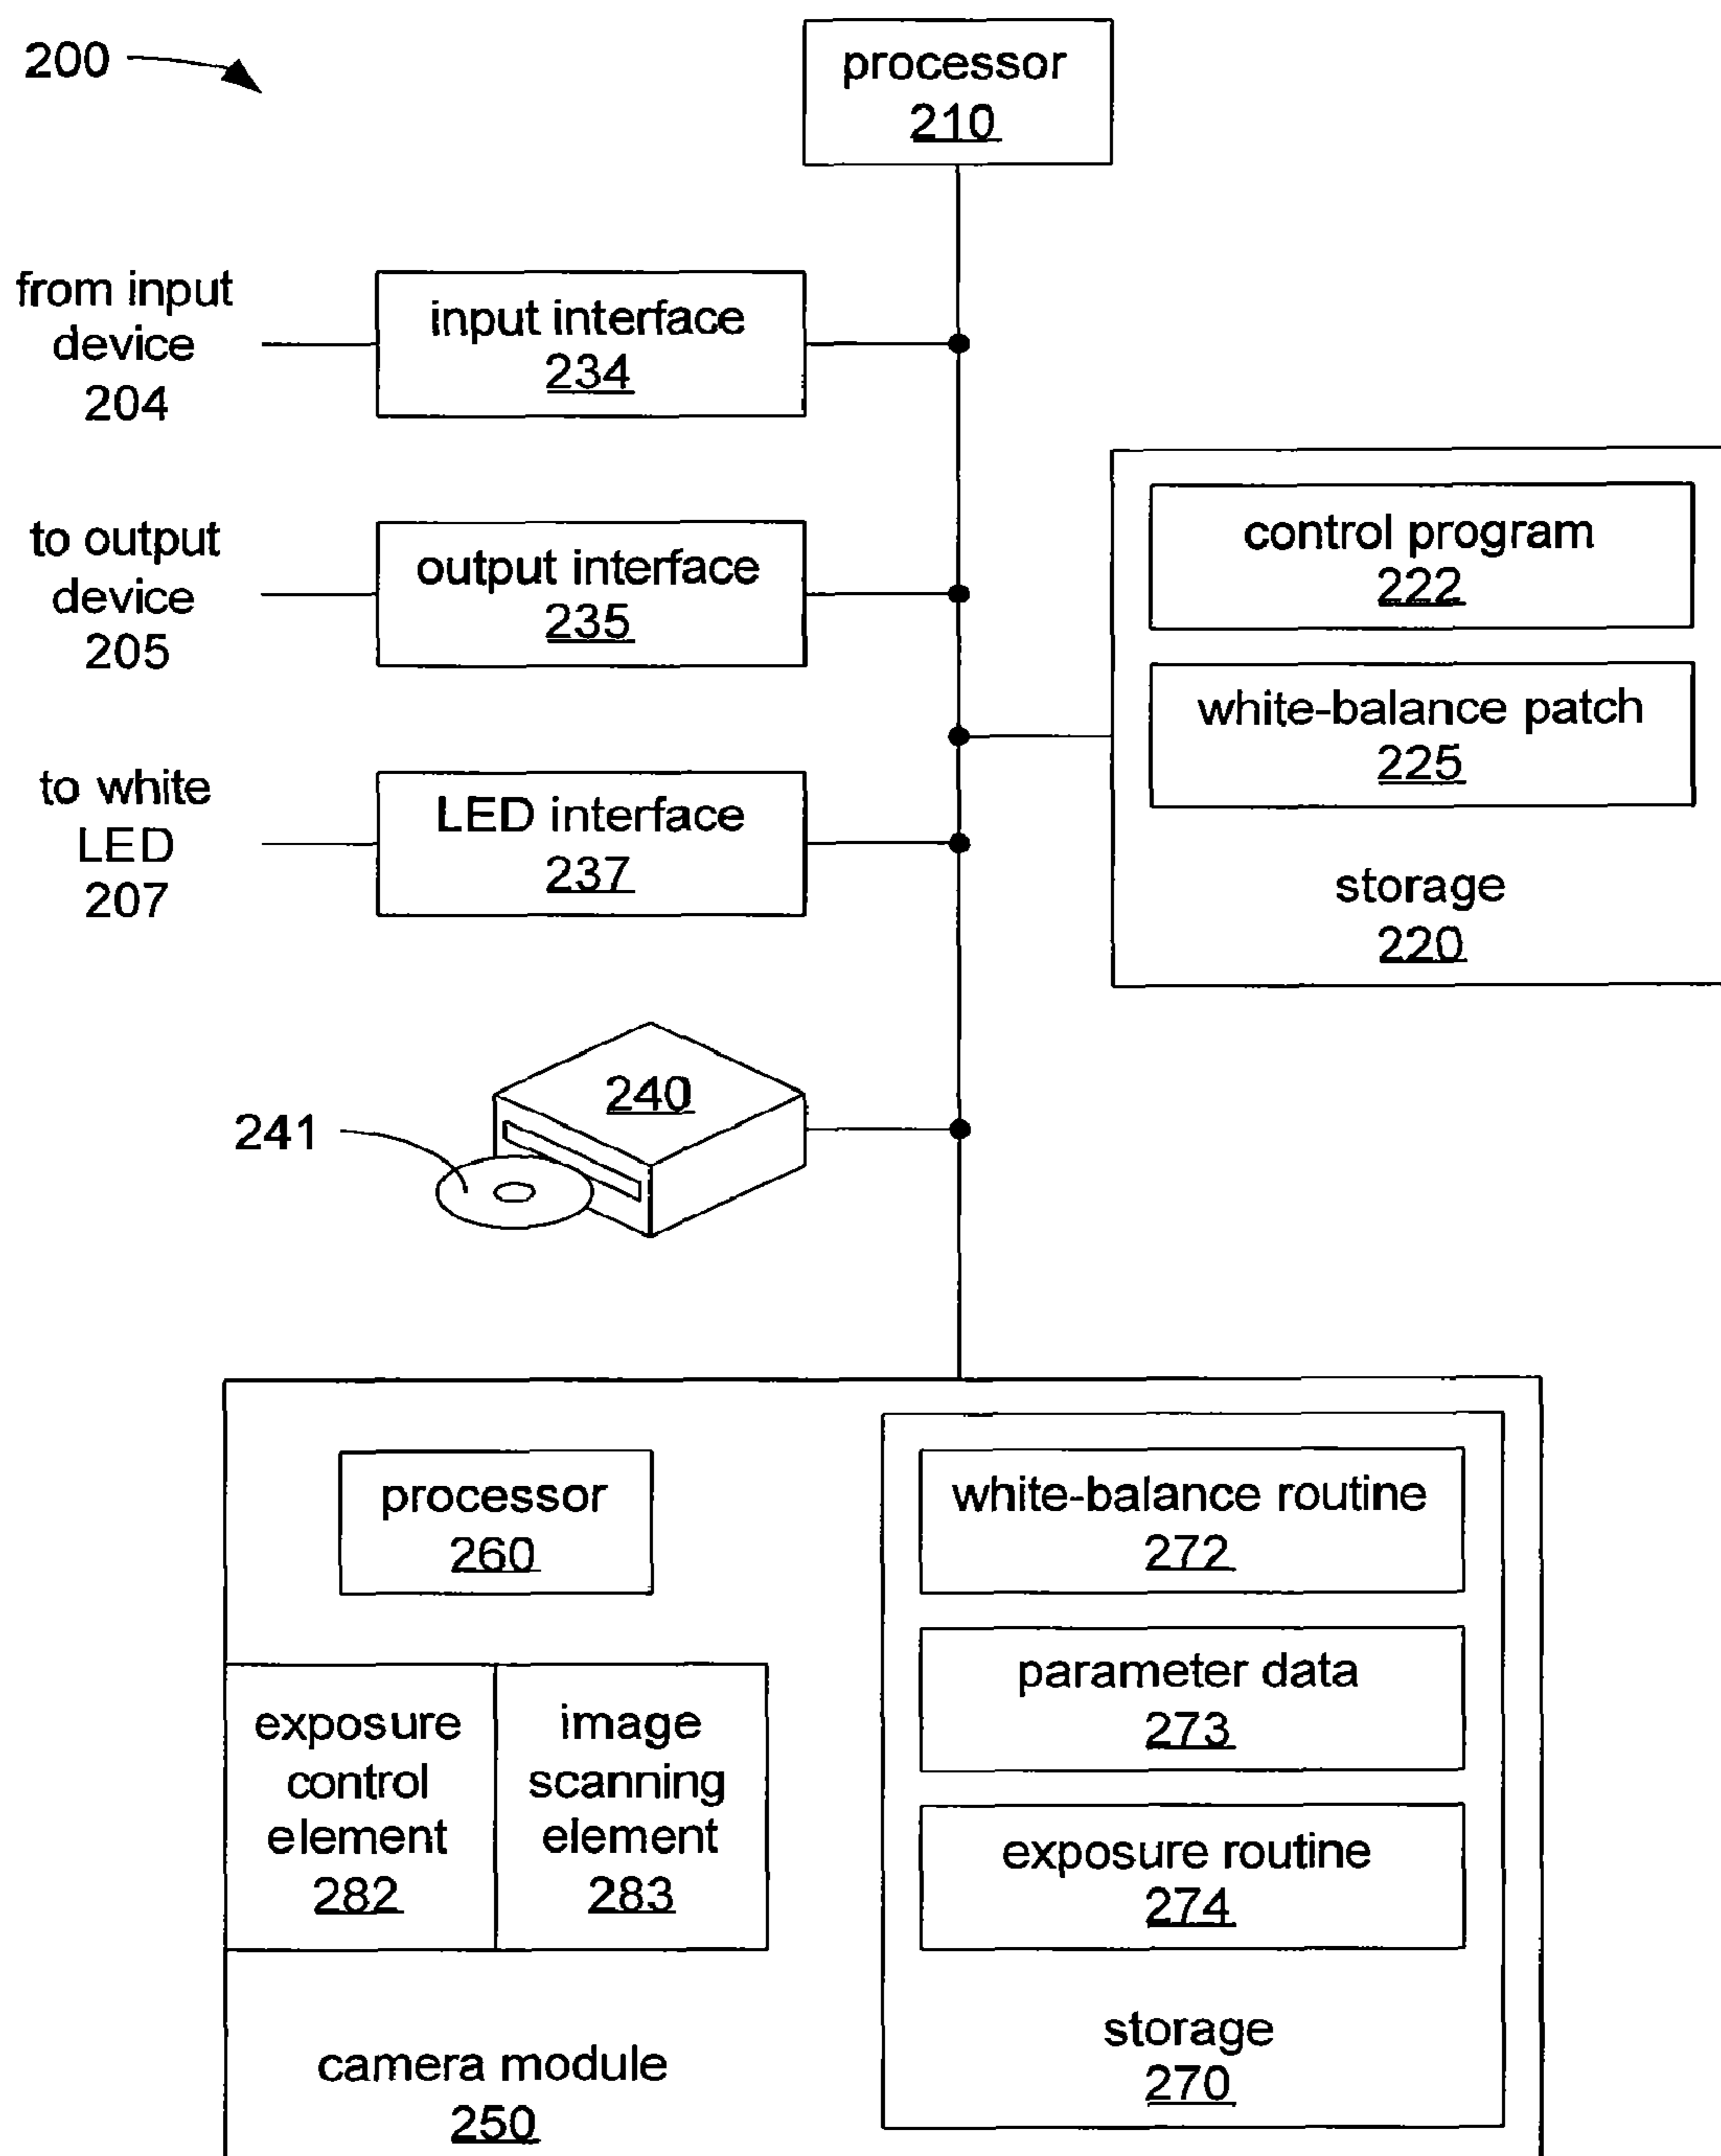 200
processor
210
from input
device
204
input interface
234
to output
device
205
output interface
235
control program
222
white-balance patch
225
storage
220
to white
LED
207
LED interface
237
240
241
processor
260
exposure
control
element
282
image
scanning
element
283
camera module
250
white-balance routine
272
parameter data
273
exposure routine
274
storage
270